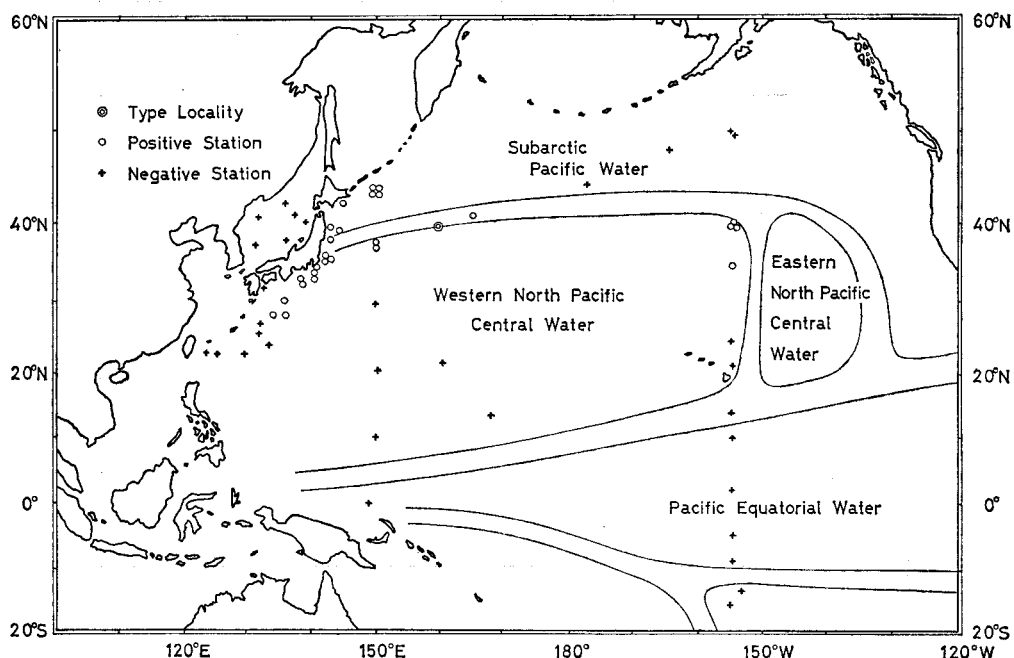 60°N
60°N
Type Locality
Positive Station
Negative Station
Subarctic
Pacific Water
40°N
40°N
Eastern
North Pacific
Central
Water
Western North Pacific
Central Water
20°N
20°N
0°
0°
Pacific Equatorial Water
20°S
20°S
120°E
150°E
180°
150°W
120°W